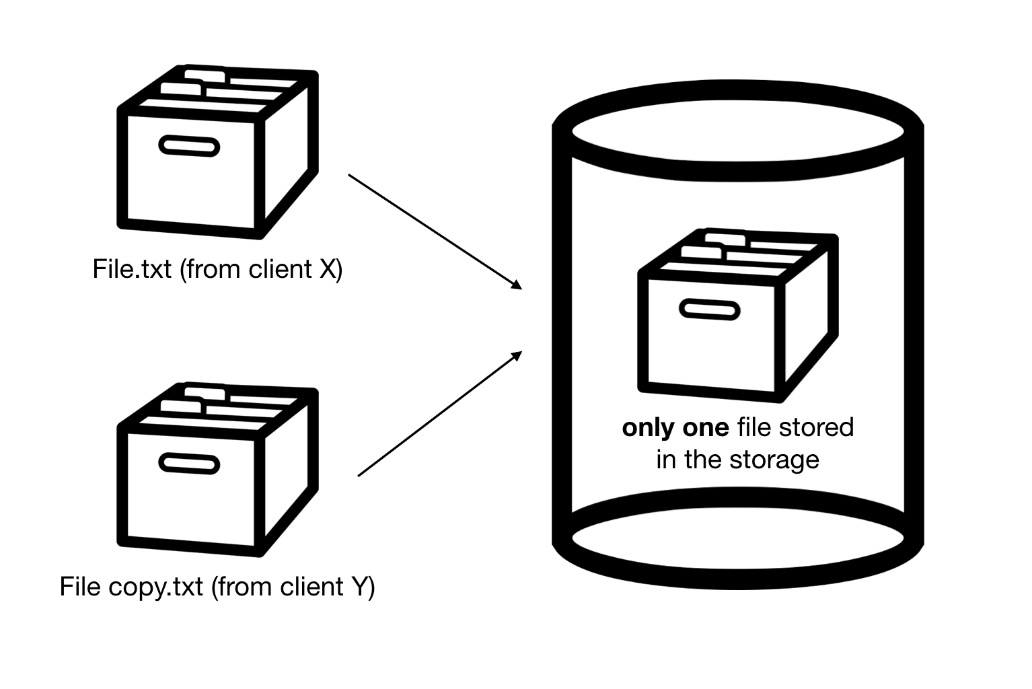 File.txt (from client X)
File copy.txt (from client Y)
only one file stored
in the storage